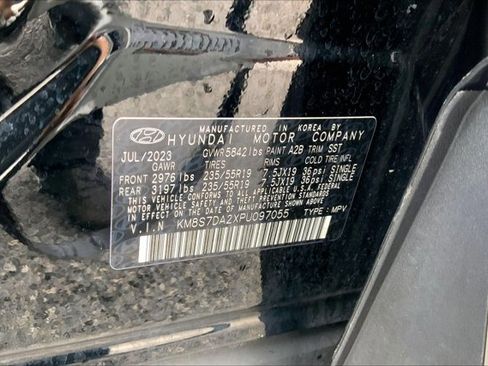 MANUFACTURED IN KOREA BY
HYUNDAI MOTOR COMPANY
JUL/2023 GVWR 5842 lbs PAINT A2B TRIM SST
GAWR TIRES RIMS COLD TIRE INFL
FRONT 2976 lbs 235/55R19 7.5JX19 36psi SINGLE
REAR 3197 lbs 235/55R19 7.5JX19 36psi SINGLE
THIS VEHICLE CONFORMS TO ALL APPLICABLE U.S.A. FEDERAL
MOTOR VEHICLE SAFETY STANDARDS IN EFFECT ON THE DATE OF
MANUFACTURE SHOWN ABOVE.
V.I.N KM8S7DA2XPU097055 TYPE : MPV